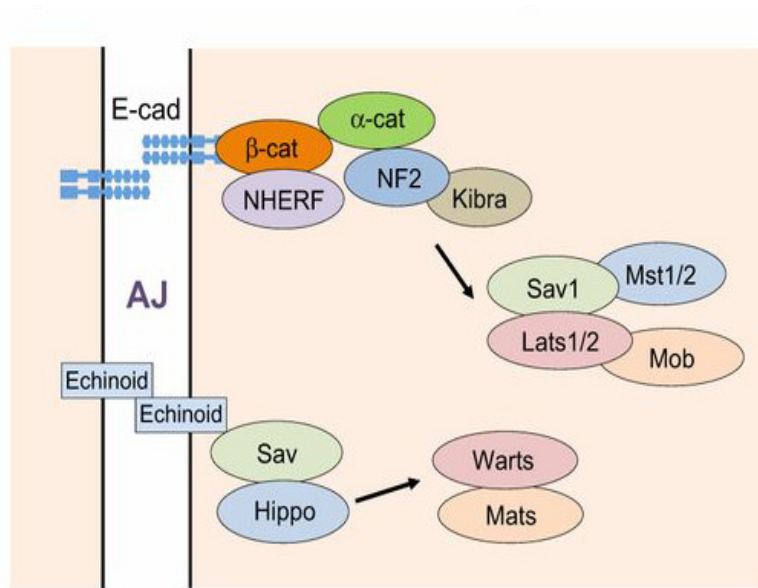 E-cad
α-cat
β-cat
NF2
NHERF
Kibra
AJ
Sav1
Mst1/2
Lats1/2
Mob
Echinoid
Echinoid
Sav
Hippo
Warts
Mats